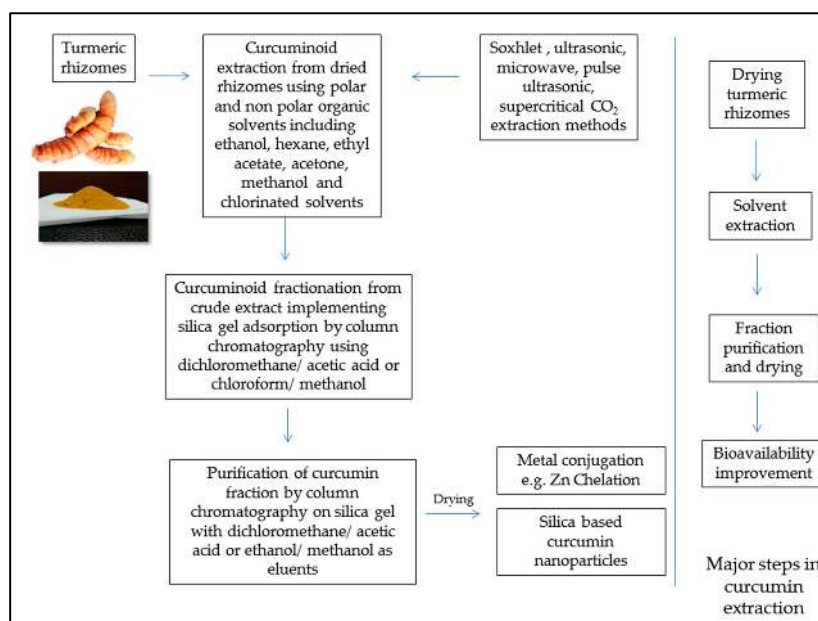 Turmeric
rhizomes
Curcuminoid
extraction from dried
rhizomes using polar
and non polar organic
solvents including
ethanol, hexane, ethyl
acetate, acetone,
methanol and
chlorinated solvents
Soxhlet , ultrasonic,
microwave, pulse
ultrasonic,
supercritical CO₂
extraction methods
Curcuminoid fractionation from
crude extract implementing
silica gel adsorption by column
chromatography using
dichloromethane/ acetic acid or
chloroform/ methanol
Purification of curcumin
fraction by column
chromatography on silica gel
with dichloromethane/ acetic
acid or ethanol/ methanol as
eluents
Drying
Metal conjugation
e.g. Zn Chelation
Silica based
curcumin
nanoparticles
Drying
turmeric
rhizomes
Solvent
extraction
Fraction
purification
and drying
Bioavailability
improvement
Major steps in
curcumin
extraction